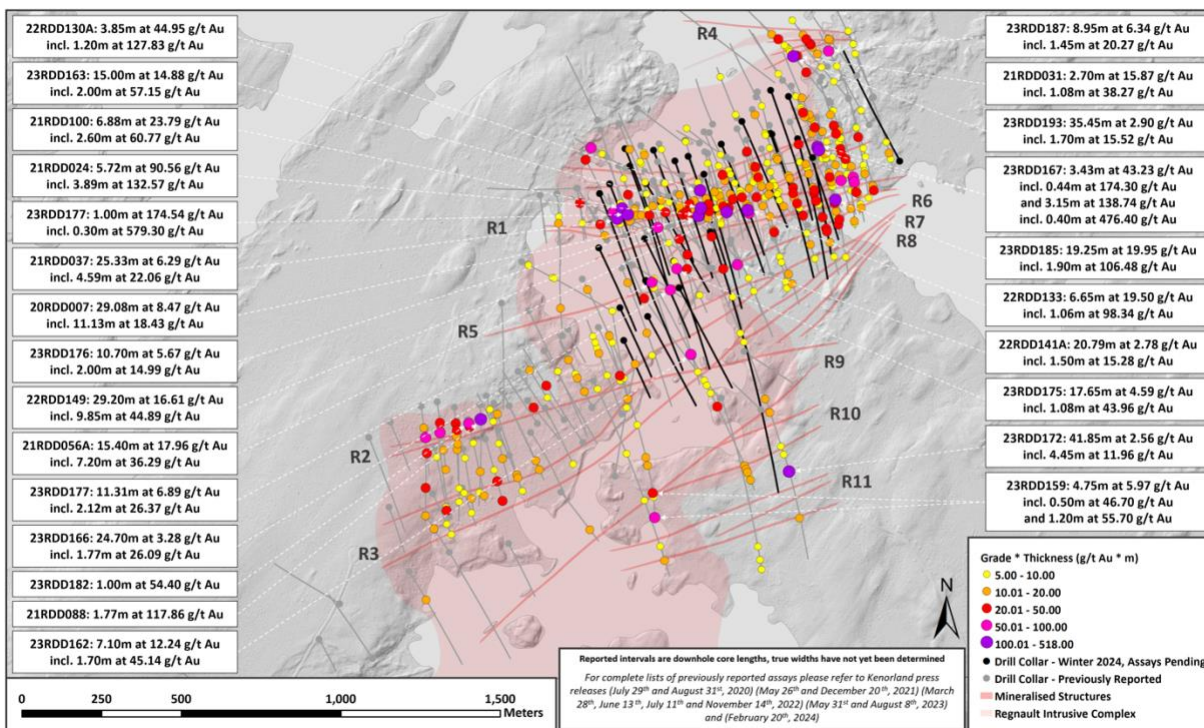 22RDD130A: 3.85m at 44.95 g/t Au
incl. 1.20m at 127.83 g/t Au
23RDD163: 15.00m at 14.88 g/t Au
incl. 2.00m at 57.15 g/t Au
21RDD100: 6.88m at 23.79 g/t Au
incl. 2.60m at 60.77 g/t Au
21RDD024: 5.72m at 90.56 g/t Au
incl. 3.89m at 132.57 g/t Au
23RDD177: 1.00m at 174.54 g/t Au
incl. 0.30m at 579.30 g/t Au
21RDD037: 25.33m at 6.29 g/t Au
incl. 4.59m at 22.06 g/t Au
20RDD007: 29.08m at 8.47 g/t Au
incl. 11.13m at 18.43 g/t Au
23RDD176: 10.70m at 5.67 g/t Au
incl. 2.00m at 14.99 g/t Au
22RDD149: 29.20m at 16.61 g/t Au
incl. 9.85m at 44.89 g/t Au
21RDD056A: 15.40m at 17.96 g/t Au
incl. 7.20m at 36.29 g/t Au
23RDD177: 11.31m at 6.89 g/t Au
incl. 2.12m at 26.37 g/t Au
23RDD166: 24.70m at 3.28 g/t Au
incl. 1.77m at 26.09 g/t Au
23RDD182: 1.00m at 54.40 g/t Au
21RDD088: 1.77m at 117.86 g/t Au
23RDD162: 7.10m at 12.24 g/t Au
incl. 1.70m at 45.14 g/t Au
0 250 500 1,000 1,500
Meters
R4
R1
R6
R7
R8
R5
R9
R10
R2
R11
R3
23RDD187: 8.95m at 6.34 g/t Au
incl. 1.45m at 20.27 g/t Au
21RDD031: 2.70m at 15.87 g/t Au
incl. 1.08m at 38.27 g/t Au
23RDD193: 35.45m at 2.90 g/t Au
incl. 1.70m at 15.52 g/t Au
23RDD167: 3.43m at 43.23 g/t Au
incl. 0.44m at 174.30 g/t Au
and 3.15m at 138.74 g/t Au
incl. 0.40m at 476.40 g/t Au
23RDD185: 19.25m at 19.95 g/t Au
incl. 1.90m at 106.48 g/t Au
22RDD133: 6.65m at 19.50 g/t Au
incl. 1.06m at 98.34 g/t Au
22RDD141A: 20.79m at 2.78 g/t Au
incl. 1.50m at 15.28 g/t Au
23RDD175: 17.65m at 4.59 g/t Au
incl. 1.08m at 43.96 g/t Au
23RDD172: 41.85m at 2.56 g/t Au
incl. 4.45m at 11.96 g/t Au
23RDD159: 4.75m at 5.97 g/t Au
incl. 0.50m at 46.70 g/t Au
and 1.20m at 55.70 g/t Au
N
Grade * Thickness (g/t Au * m)
5.00 - 10.00
10.01 - 20.00
20.01 - 50.00
50.01 - 100.00
100.01 - 518.00
Drill Collar - Winter 2024, Assays Pending
Drill Collar - Previously Reported
Mineralised Structures
Regnault Intrusive Complex
Reported intervals are downhole core lengths, true widths have not yet been determined
For complete lists of previously reported assays please refer to Kenorland press
releases (July 29th and August 31st, 2020) (May 26th and December 20th, 2021) (March
28th, June 13th, July 11th and November 14th, 2022) (May 31st and August 8th, 2023)
and (February 20th, 2024)